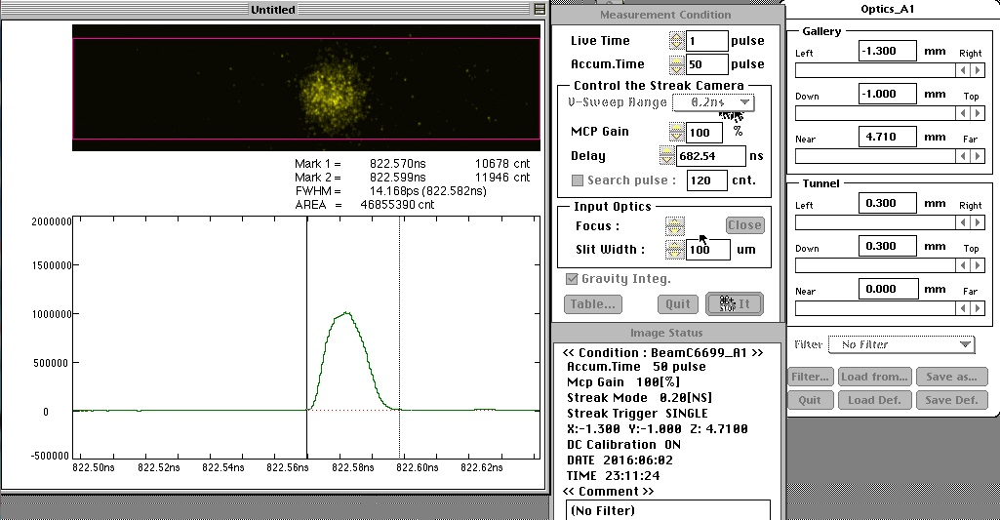 Untitled
Mark 1 = 822.570ns 10678 cnt
Mark 2 = 822.599ns 11946 cnt
FWHM = 14.168ps (822.582ns)
AREA = 46855390 cnt
2000000
1500000
1000000
500000
0
-500000
822.50ns 822.52ns 822.54ns 822.56ns 822.58ns 822.60ns 822.62ns
Measurement Condition
Live Time 1 pulse
Accum.Time 50 pulse
Control the Streak Camera
V-Sweep Range 0.2ns
MCP Gain 100 %
Delay 682.54 ns
Search pulse : 120 cnt.
Input Optics
Focus : Close
Slit Width : 100 um
Gravity Integ.
Table... Quit STOP It
Image Status
<< Condition : BeamC6699_A1 >>
Accum.Time 50 pulse
Mcp Gain 100[%]
Streak Mode 0.20[NS]
Streak Trigger SINGLE
X:-1.300 Y:-1.000 Z: 4.7100
DC Calibration ON
DATE 2016:06:02
TIME 23:11:24
<< Comment >>
(No Filter)
Optics_A1
Gallery
Left -1.300 mm Right
Down -1.000 mm Top
Near 4.710 mm Far
Tunnel
Left 0.300 mm Right
Down 0.300 mm Top
Near 0.000 mm Far
Filter No Filter
Filter... Load from... Save as...
Quit Load Def. Save Def.